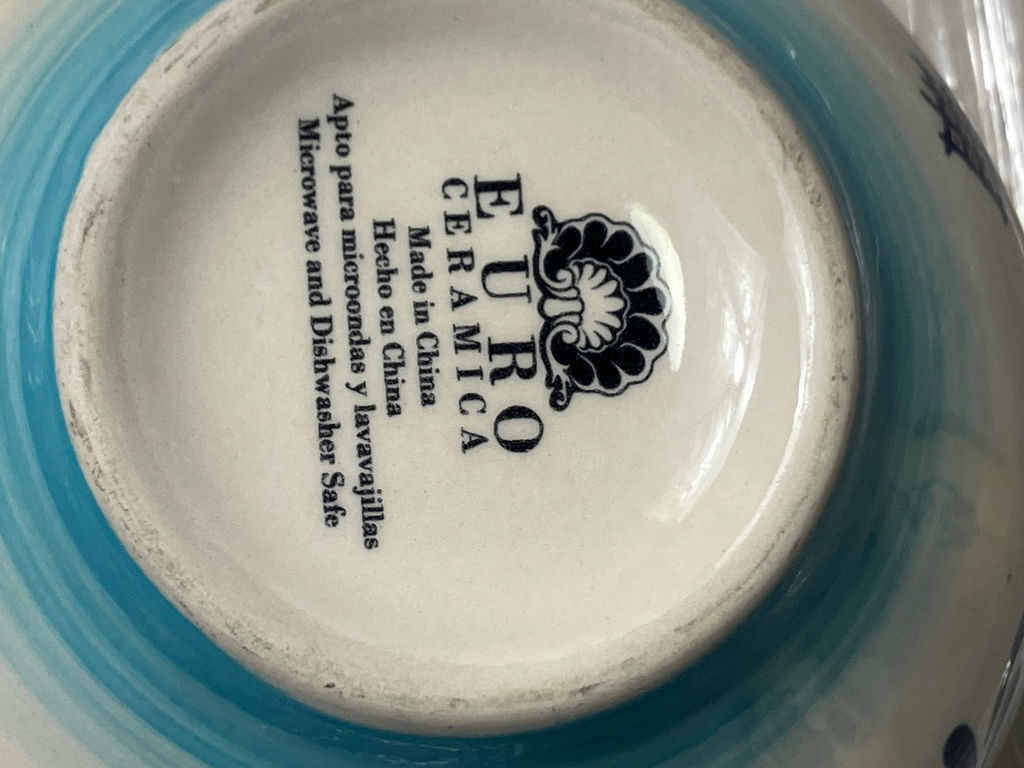 EURO
CERAMICA
Made in China
Hecho en China
Apto para microondas y lavavajillas
Microwave and Dishwasher Safe